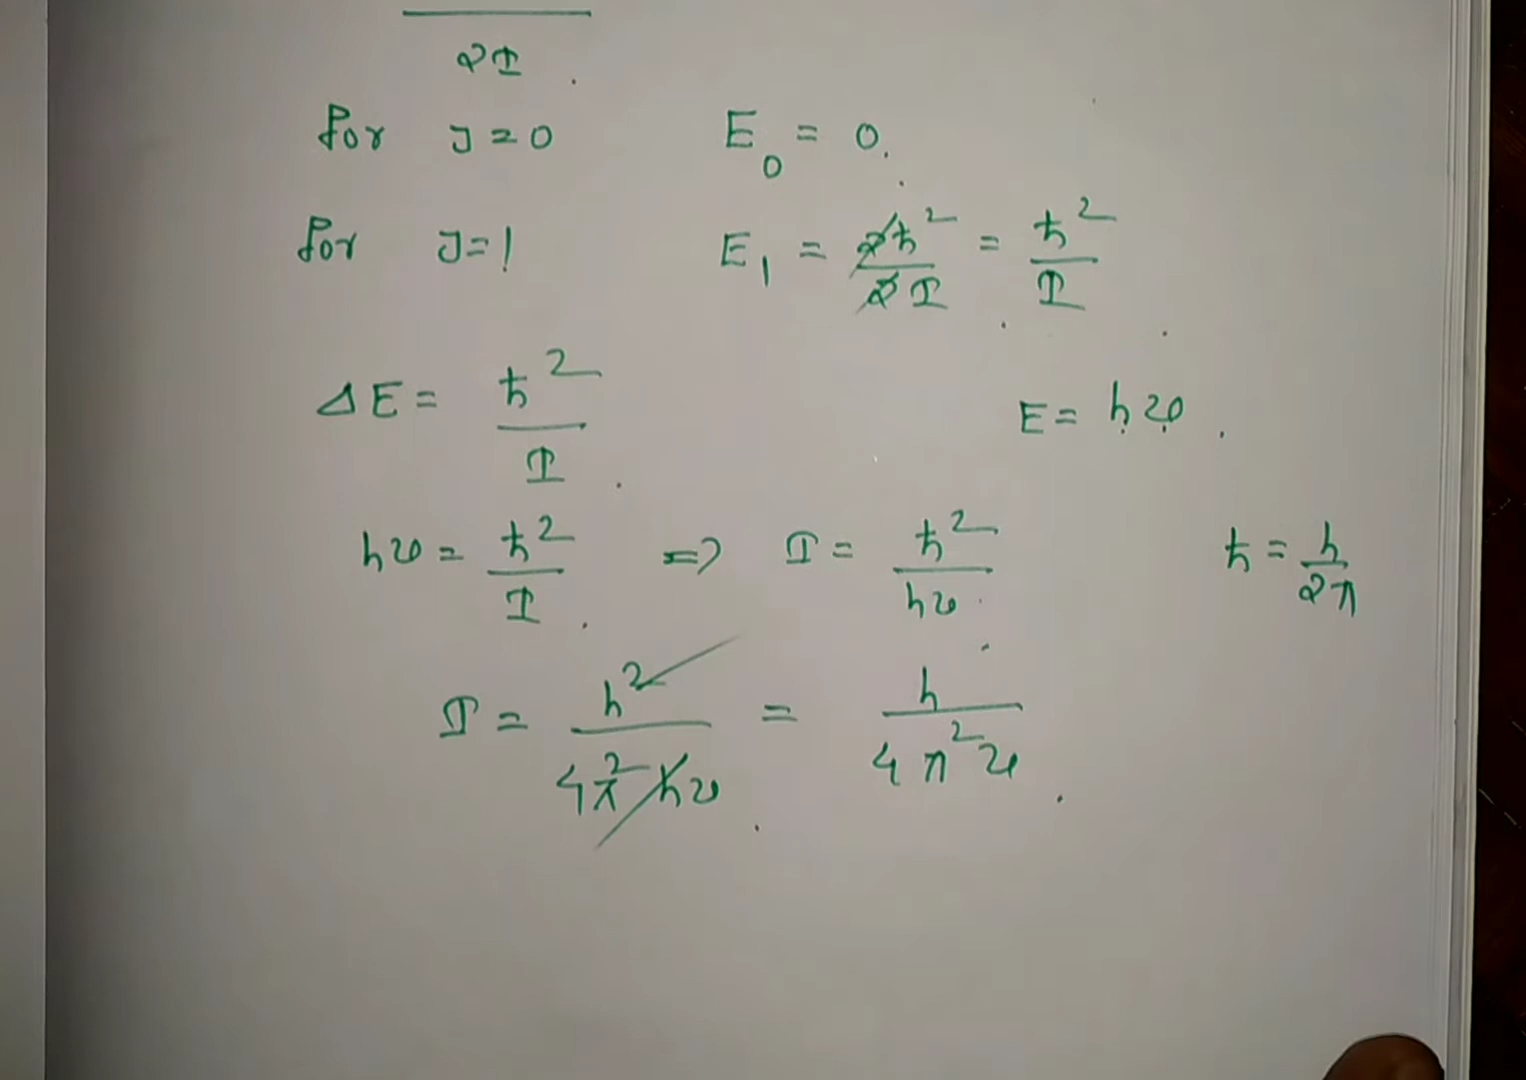 2I
for J = 0 E₀ = 0.
for J = 1 E₁ = 2ħ²/2I = ħ²/I
ΔE = ħ²/I E = hν.
hν = ħ²/I ⇒ I = ħ²/hν ħ = h/2π
I = h²/4π²hν = h/4π²ν